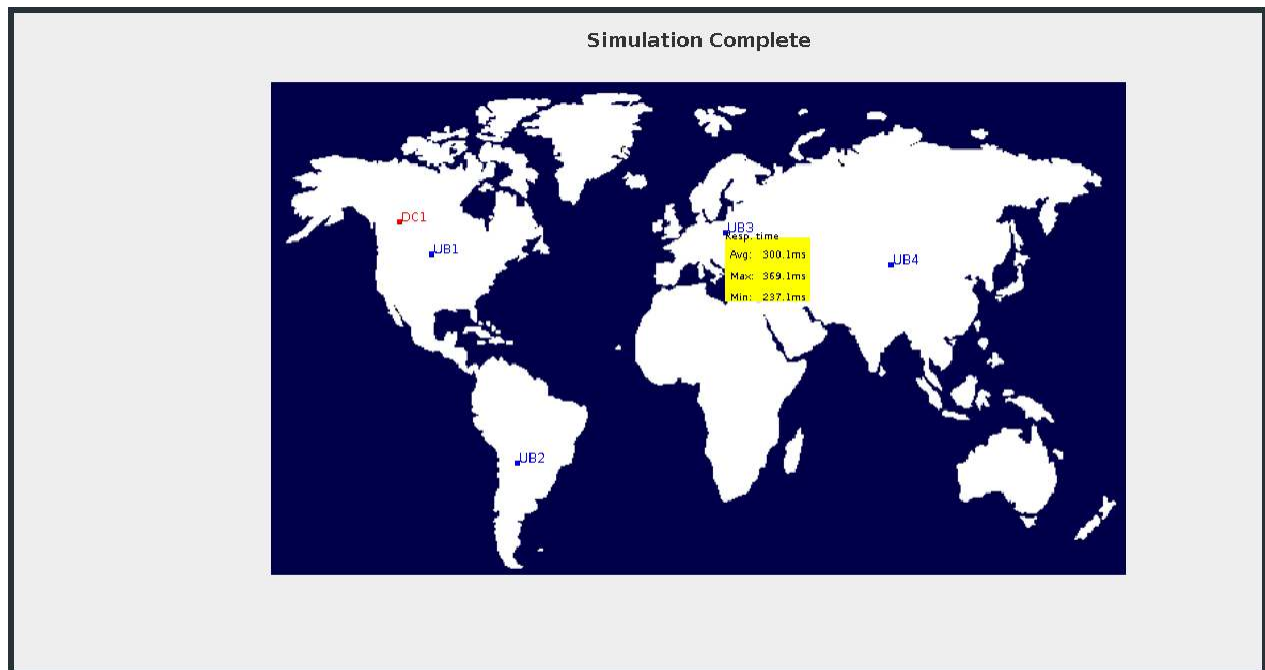 Simulation Complete
DC1
UB1
UB3
Resp. time
Avg: 300.1ms
Max: 369.1ms
Min: 237.1ms
UB4
UB2